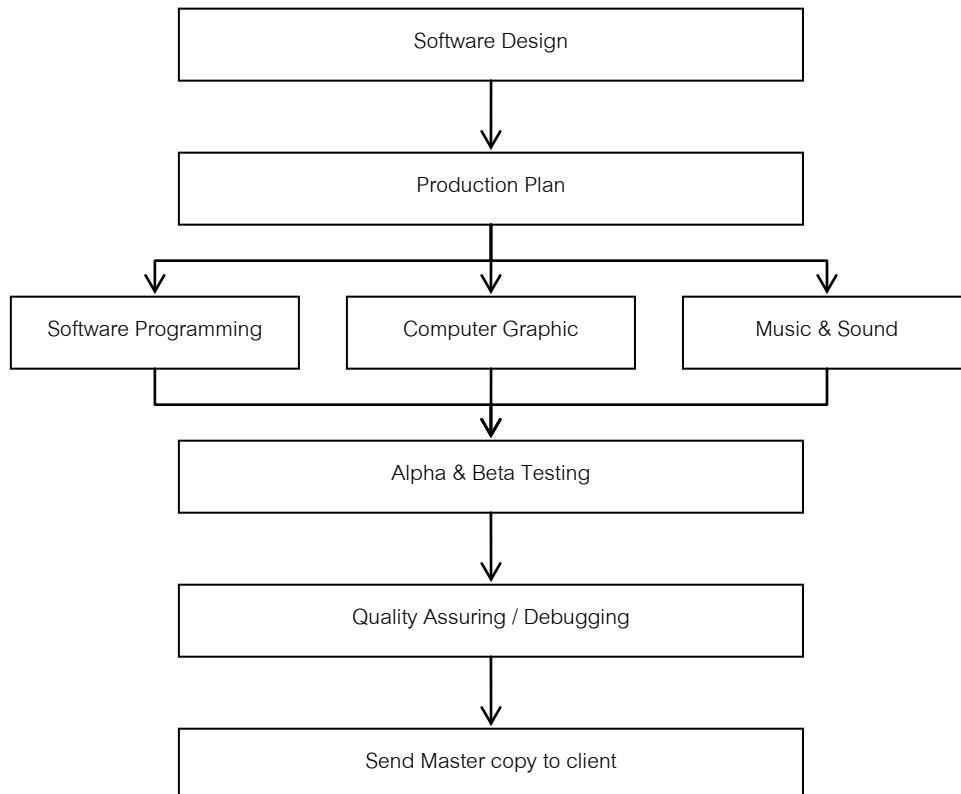 Software Design
Production Plan
Software Programming
Computer Graphic
Music & Sound
Alpha & Beta Testing
Quality Assuring / Debugging
Send Master copy to client